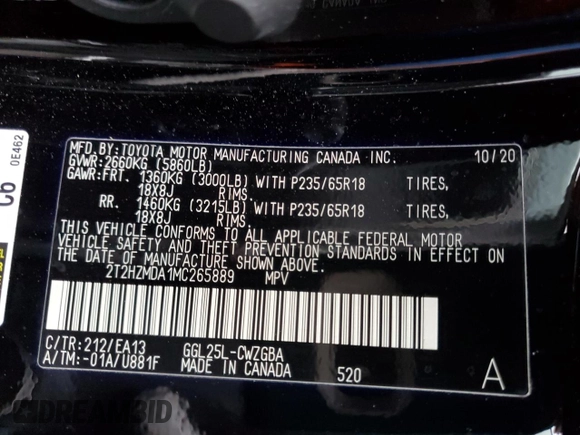 MFD. BY: TOYOTA MOTOR MANUFACTURING CANADA INC. 10/20
GVWR: 2660KG (5860LB)
GAWR: FRT. 1360KG (3000LB) WITH P235/65R18 TIRES,
18X8J RIMS.
RR. 1460KG (3215LB) WITH P235/65R18 TIRES,
18X8J RIMS.
THIS VEHICLE CONFORMS TO ALL APPLICABLE FEDERAL MOTOR
VEHICLE SAFETY AND THEFT PREVENTION STANDARDS IN EFFECT ON
THE DATE OF MANUFACTURE SHOWN ABOVE.
2T2HZMDA1MC265889 MPV
C/TR: 212/EA13 GGL25L-CWZGBA
A/TM: -01A/U881F MADE IN CANADA 520 A
C6
0E462
DREAMBID